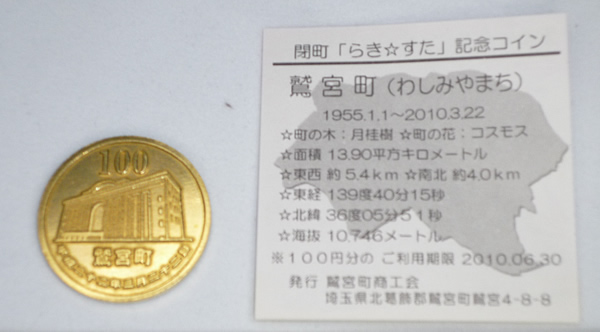 100
鷲宮町
閉町「らき☆すた」記念コイン
鷲宮町(わしみやまち)
1955.1.1~2010.3.22
☆町の木:月桂樹 ☆町の花:コスモス
☆面積 13.90平方キロメートル
☆東西 約5.4km ☆南北 約4.0km
☆東経 139度40分15秒
☆北緯 36度05分51秒
☆海抜 10.746メートル
※100円分の ご利用期限 2010.06.30
発行 鷲宮町商工会
埼玉県北葛飾郡鷲宮町鷲宮4-8-8